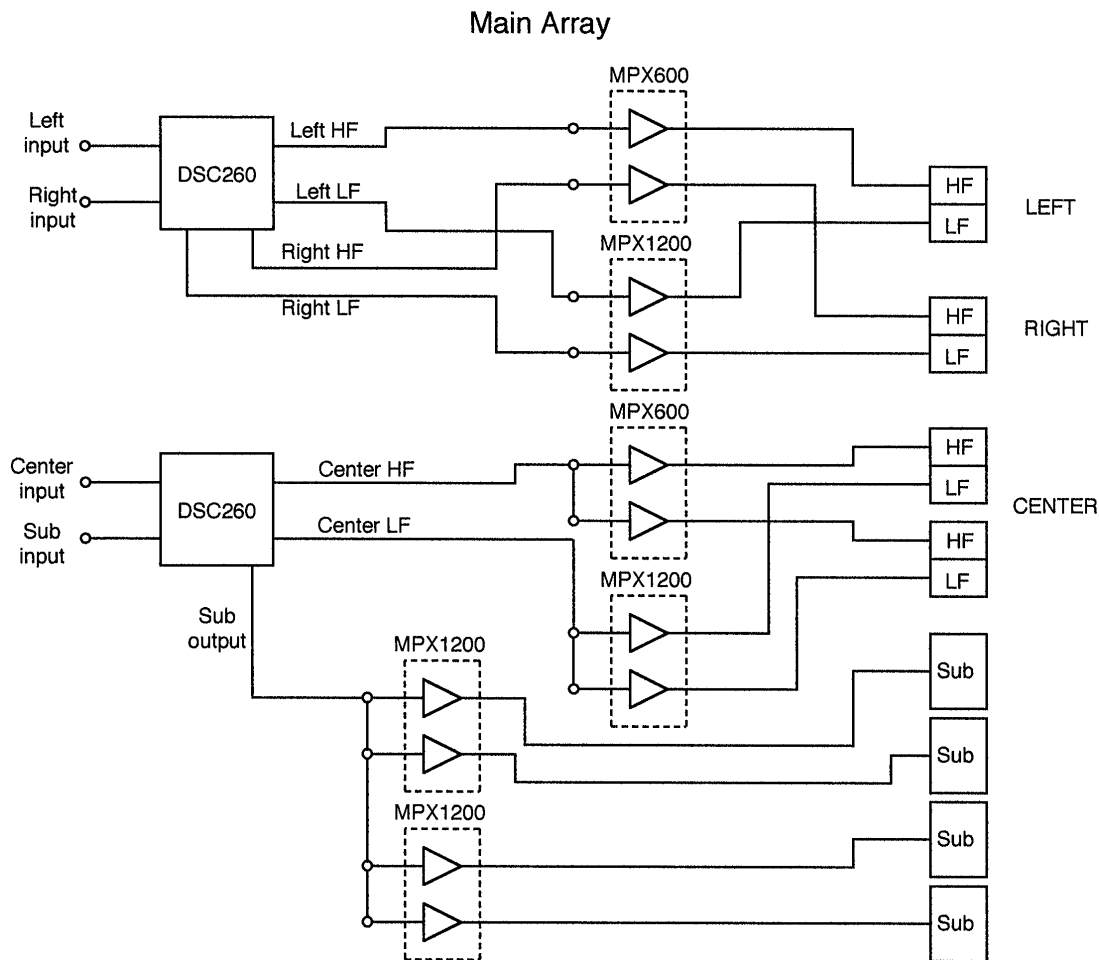 Main Array
MPX600
Left
input
Left HF
DSC260
HF
Right
input
Left LF
LEFT
LF
MPX1200
Right HF
Right LF
HF
RIGHT
LF
MPX600
Center
input
Center HF
HF
DSC260
LF
CENTER
Sub
input
Center LF
HF
LF
MPX1200
Sub
output
MPX1200
Sub
Sub
MPX1200
Sub
Sub